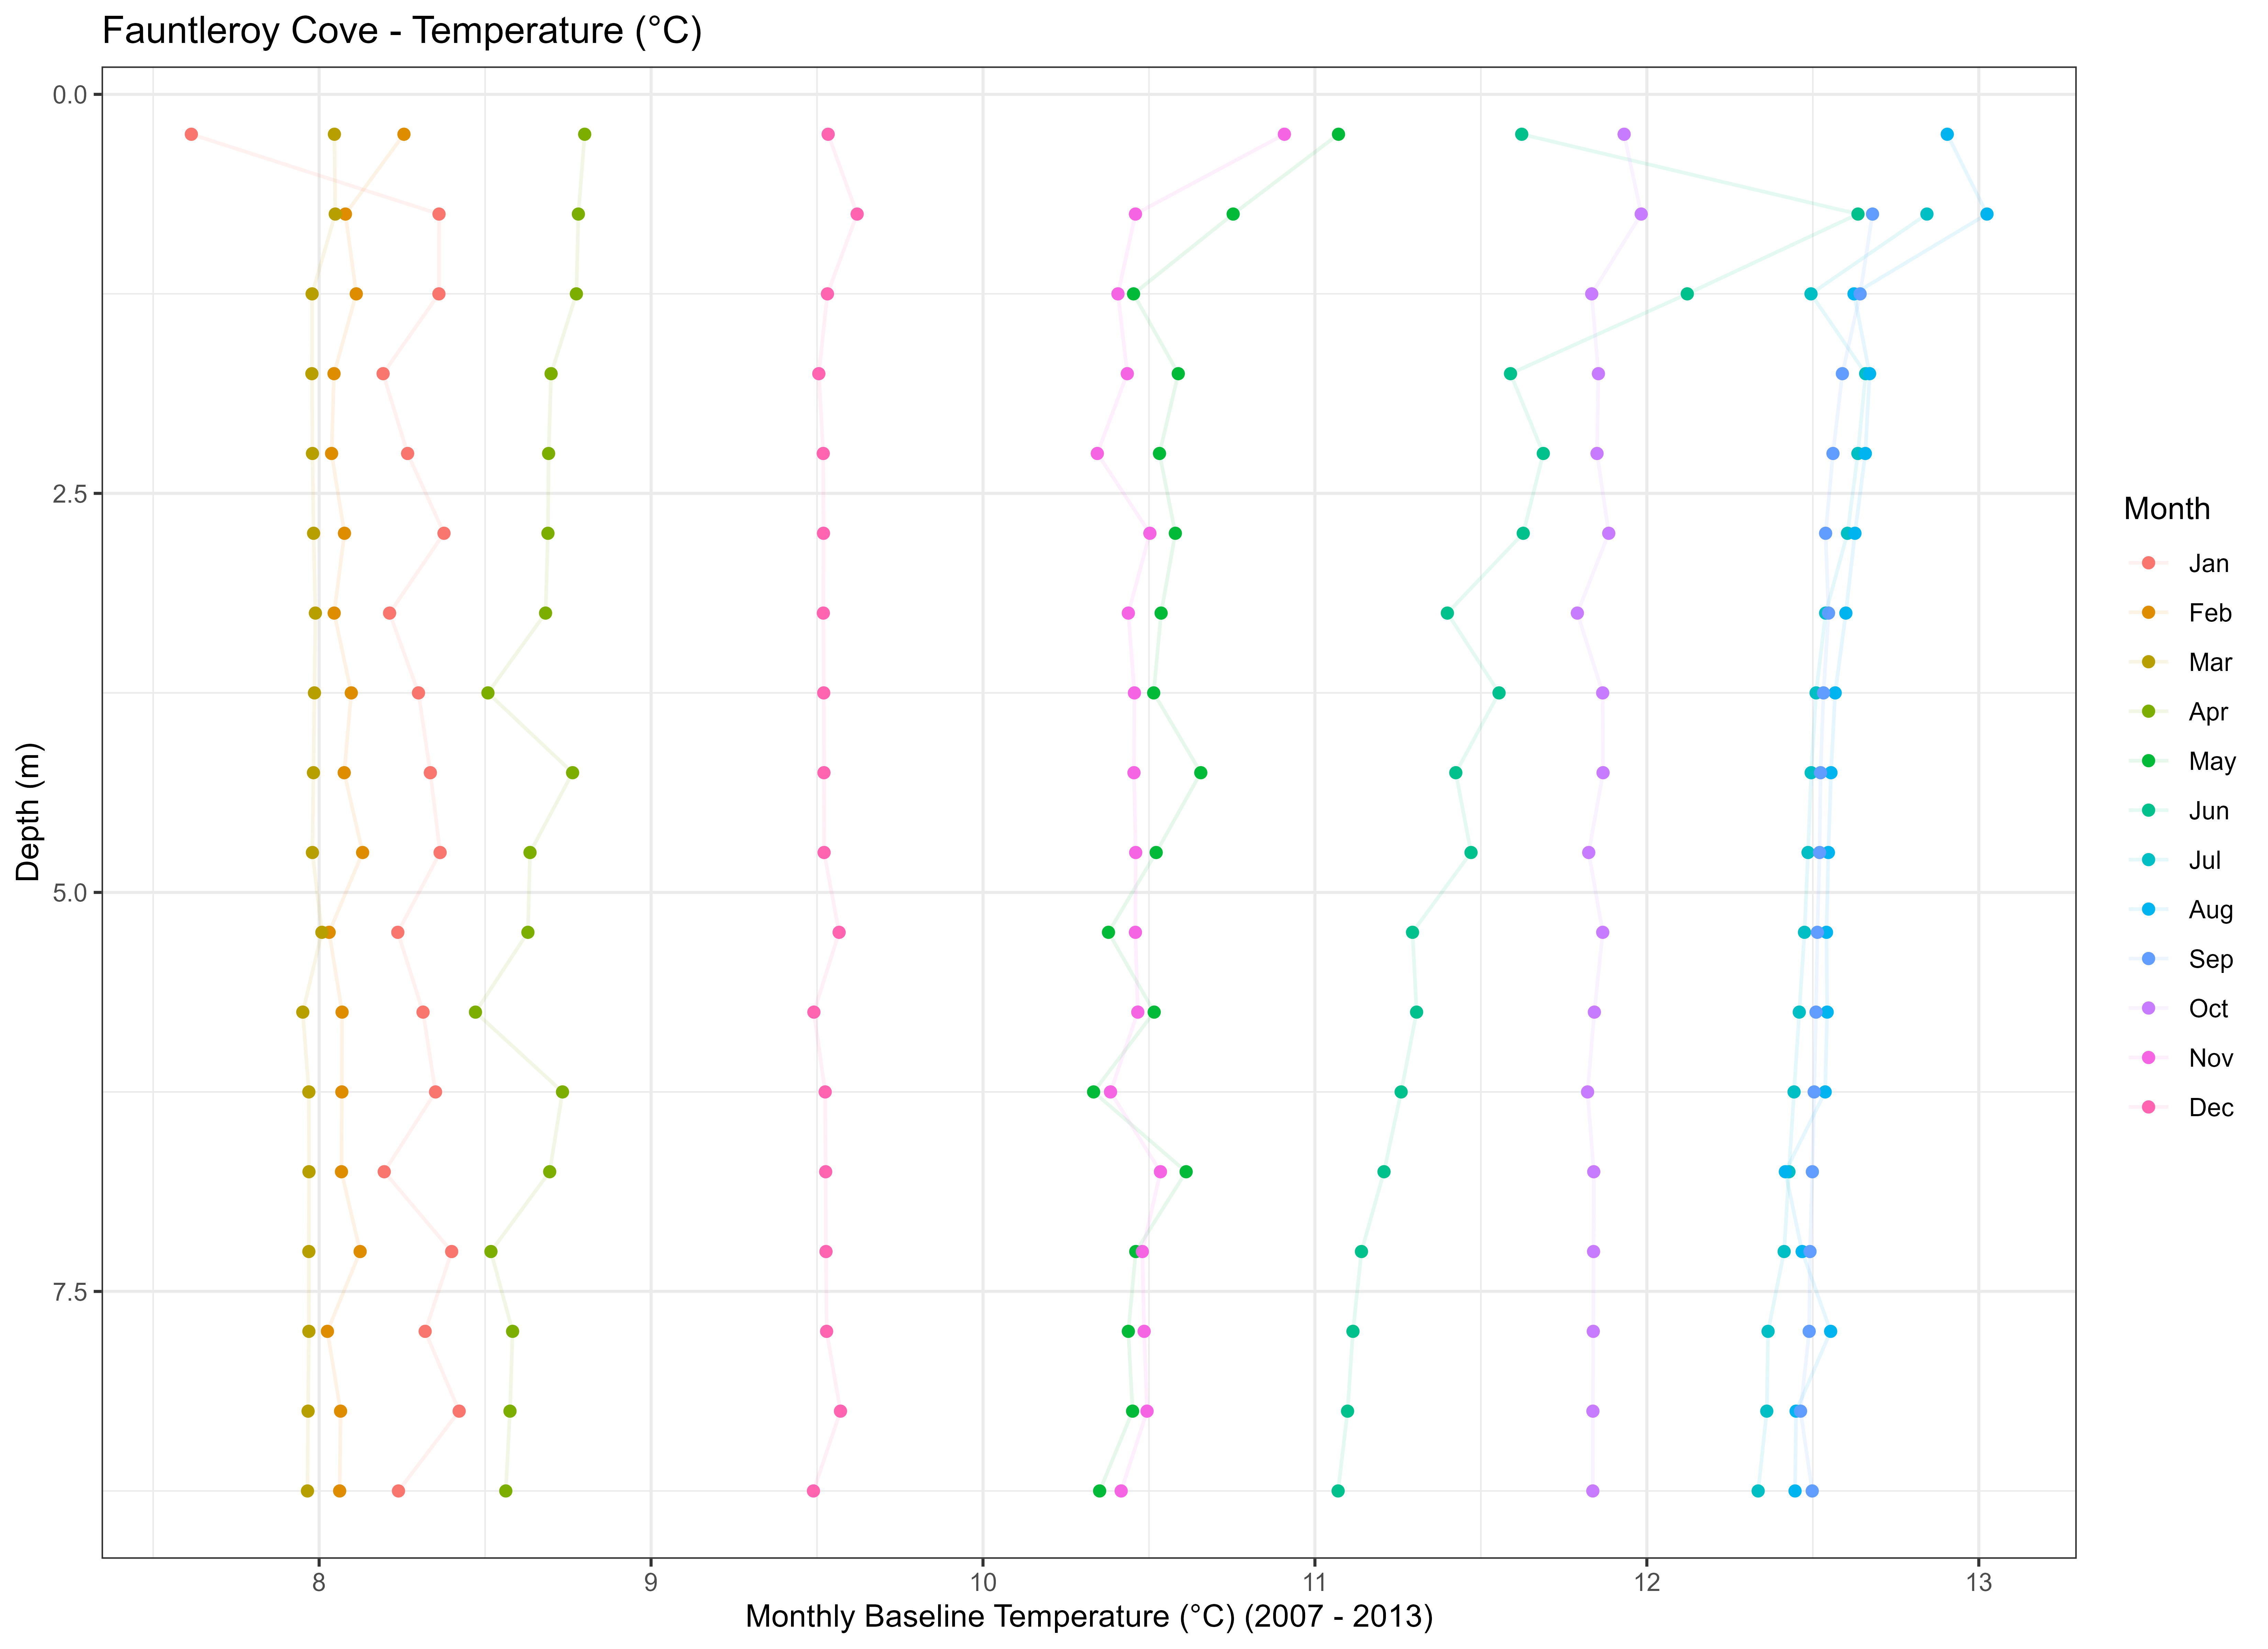 Fauntleroy Cove - Temperature (°C)
0.0
2.5
5.0
7.5
Depth (m)
8 9 10 11 12 13
Monthly Baseline Temperature (°C) (2007 - 2013)
Month
Jan
Feb
Mar
Apr
May
Jun
Jul
Aug
Sep
Oct
Nov
Dec